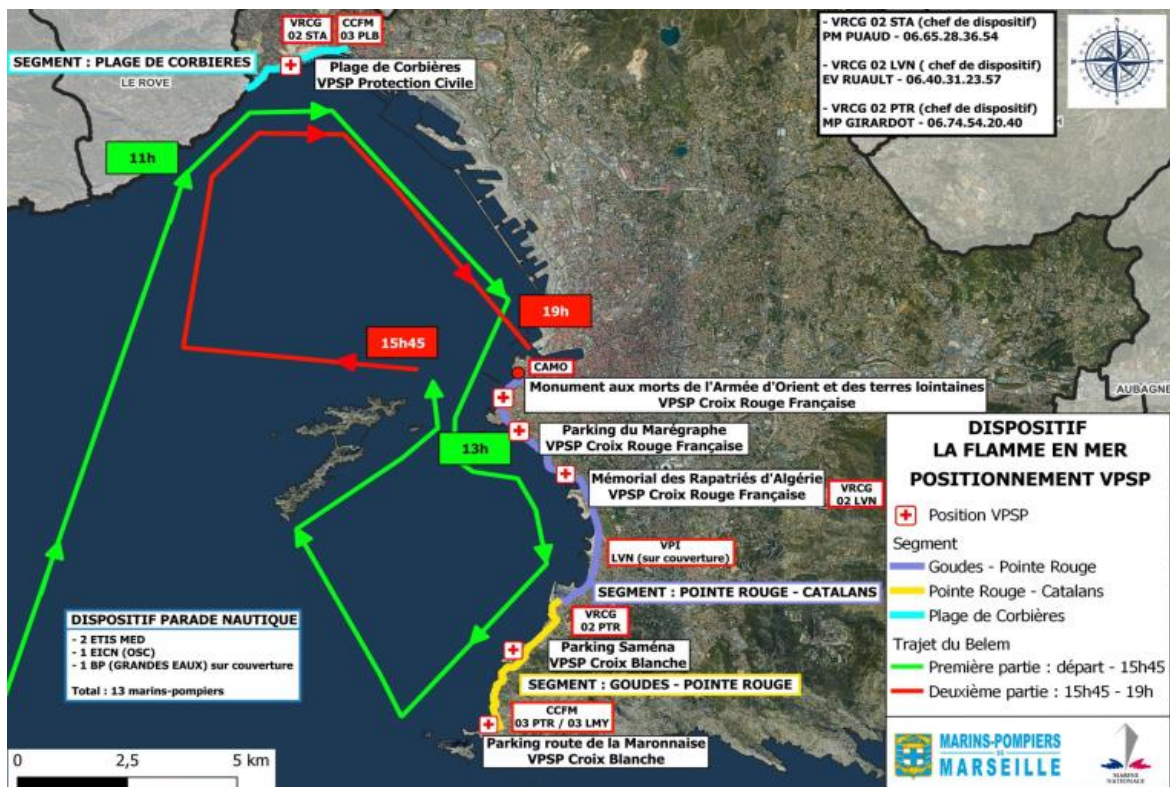 VRCG
02 STA
CCFM
03 PLB
SEGMENT : PLAGE DE CORBIERES
LE ROVE
Plage de Corbières
VPSP Protection Civile
- VRCG 02 STA (chef de dispositif)
PM PUAUD - 06.65.28.36.54
- VRCG 02 LVN ( chef de dispositif)
EV RUAULT - 06.40.31.23.57
- VRCG 02 PTR (chef de dispositif)
MP GIRARDOT - 06.74.54.20.40
11h
19h
15h45
CAMO
Monument aux morts de l'Armée d'Orient et des terres lointaines
VPSP Croix Rouge Française
AUBAGNE
13h
Parking du Marégraphe
VPSP Croix Rouge Française
Mémorial des Rapatriés d'Algérie
VPSP Croix Rouge Française
VRCG
02 LVN
VPI
LVN (sur couverture)
SEGMENT : POINTE ROUGE - CATALANS
VRCG
02 PTR
Parking Saména
VPSP Croix Blanche
SEGMENT : GOUDES - POINTE ROUGE
CCFM
03 PTR / 03 LMY
Parking route de la Maronnaise
VPSP Croix Blanche
DISPOSITIF PARADE NAUTIQUE
- 2 ETIS MED
- 1 EICN (OSC)
- 1 BP (GRANDES EAUX) sur couverture
Total : 13 marins-pompiers
0
2,5
5 km
DISPOSITIF
LA FLAMME EN MER
POSITIONNEMENT VPSP
Position VPSP
Segment
Goudes - Pointe Rouge
Pointe Rouge - Catalans
Plage de Corbières
Trajet du Belem
Première partie : départ - 15h45
Deuxième partie : 15h45 - 19h
MARINS-POMPIERS
DE
MARSEILLE
MARINE
NATIONALE